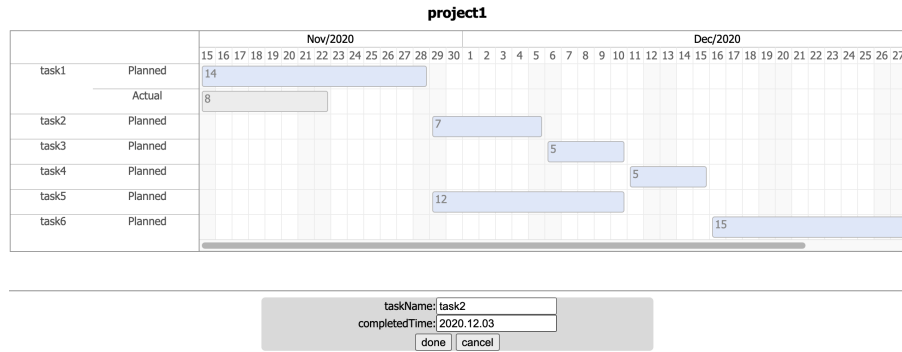 project1
Nov/2020 Dec/2020
15 16 17 18 19 20 21 22 23 24 25 26 27 28 29 30 1 2 3 4 5 6 7 8 9 10 11 12 13 14 15 16 17 18 19 20 21 22 23 24 25 26 27
task1 Planned 14
Actual 8
task2 Planned 7
task3 Planned 5
task4 Planned 5
task5 Planned 12
task6 Planned 15
taskName: task2
completedTime: 2020.12.03
done cancel